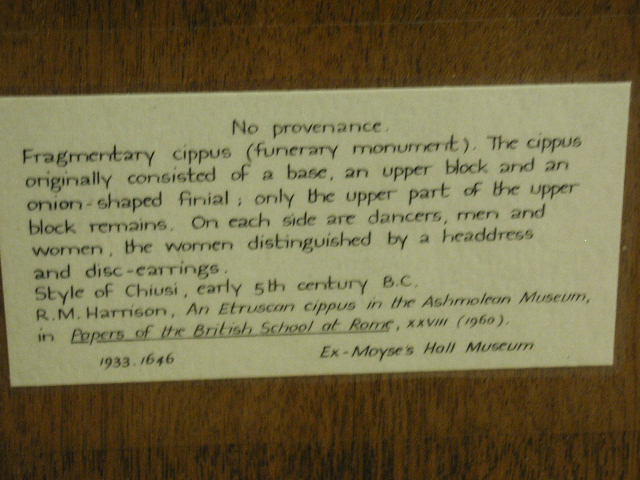 No provenance.
Fragmentary cippus (funerary monument). The cippus
originally consisted of a base, an upper block and an
onion-shaped finial; only the upper part of the upper
block remains. On each side are dancers, men and
women, the women distinguished by a headdress
and disc-earrings.
Style of Chiusi, early 5th century B.C.
R.M. Harrison, An Etruscan cippus in the Ashmolean Museum,
in Papers of the British School at Rome, XXVIII (1960).
1933.1646 Ex-Moyse's Hall Museum